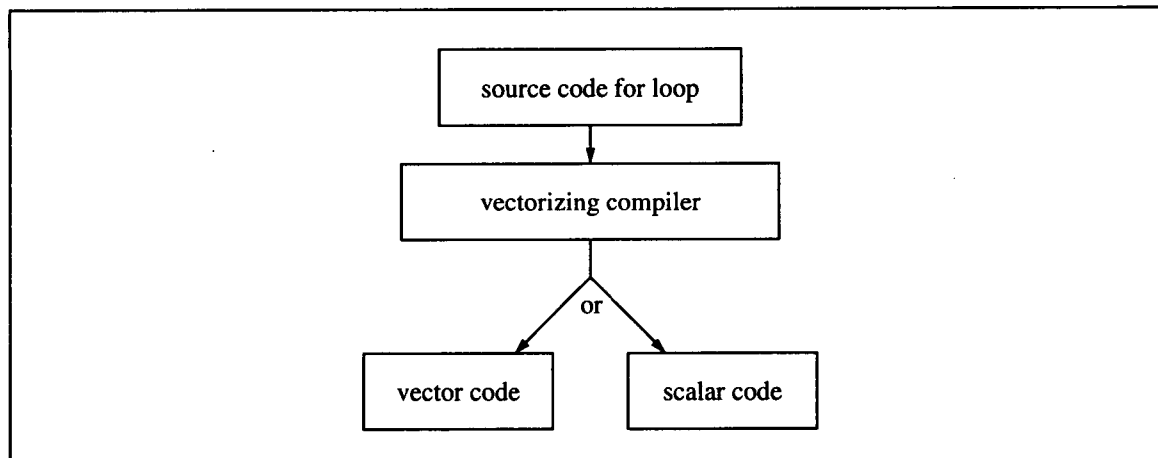 source code for loop
vectorizing compiler
or
vector code
scalar code